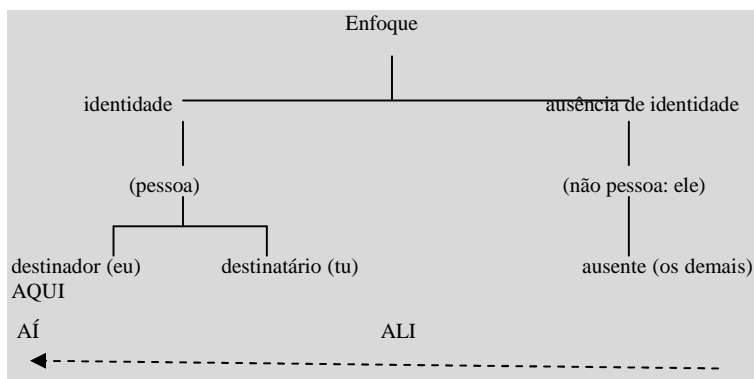 Enfoque
identidade ausência de identidade
(pessoa) (não pessoa: ele)
destinador (eu) destinatário (tu) ausente (os demais)
AQUI
AÍ ALI